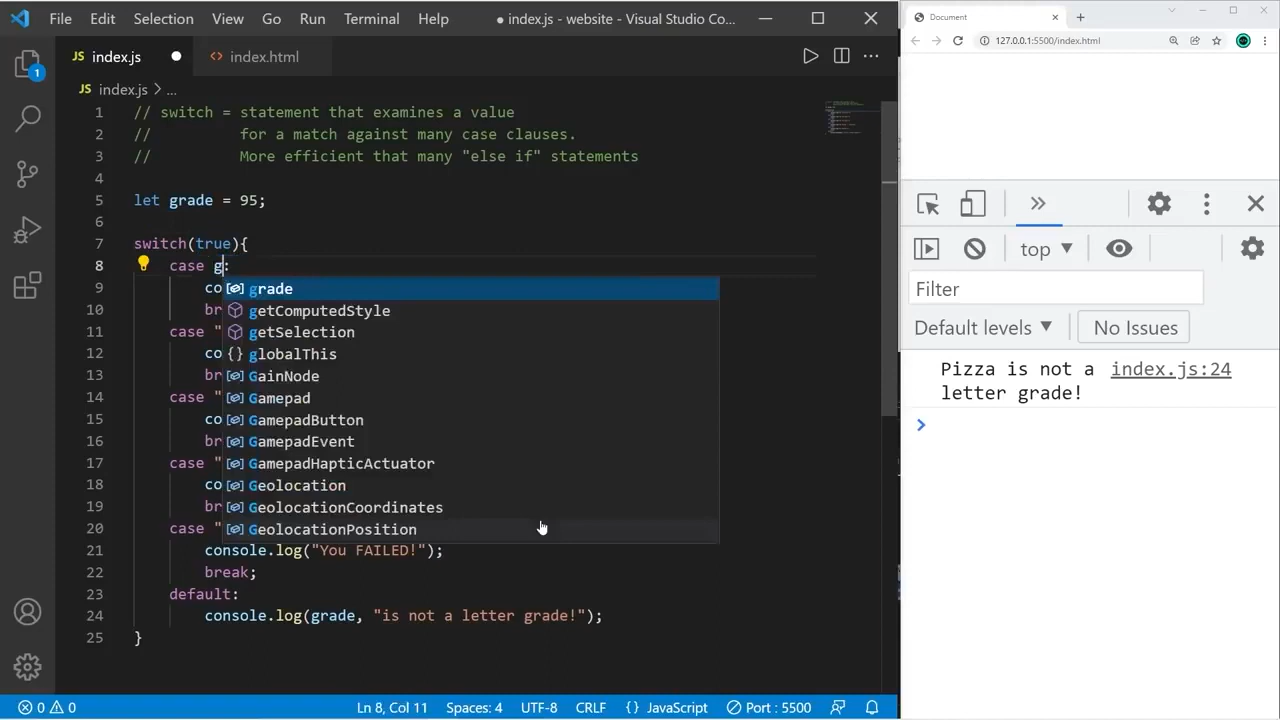 File Edit Selection View Go Run Terminal Help ● index.js - website - Visual Studio Co...
JS index.js ● <> index.html
JS index.js > ...
1 // switch = statement that examines a value
2 // for a match against many case clauses.
3 // More efficient that many "else if" statements
4
5 let grade = 95;
6
7 switch(true){
8 case g:
9 co
grade
10 br
getComputedStyle
11 case "
getSelection
12 co
{} globalThis
13 br
GainNode
14 case "
Gamepad
15 co
GamepadButton
16 br
GamepadEvent
17 case "
GamepadHapticActuator
18 co
Geolocation
19 br
GeolocationCoordinates
20 case "
GeolocationPosition
21 console.log("You FAILED!");
22 break;
23 default:
24 console.log(grade, "is not a letter grade!");
25 }
1
0 0 Ln 8, Col 11 Spaces: 4 UTF-8 CRLF {} JavaScript Port : 5500
Document
127.0.0.1:5500/index.html
top
Filter
Default levels No Issues
Pizza is not a index.js:24
letter grade!